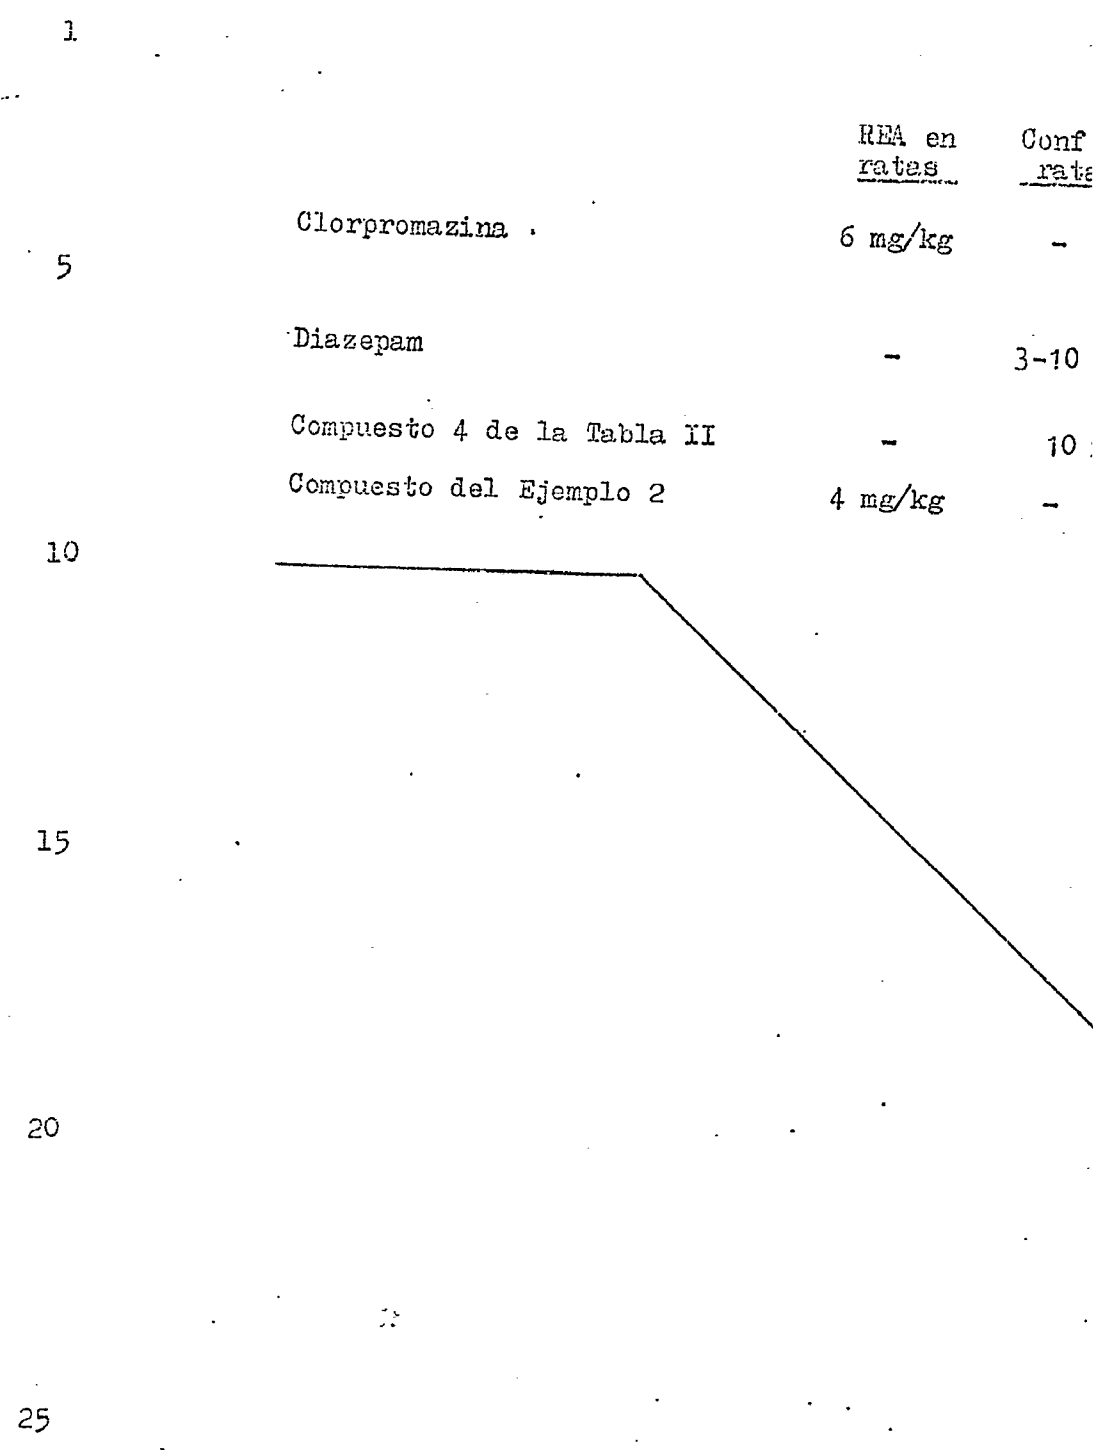 1
REA en Conf
ratas rata
Clorpromazina . 6 mg/kg -
5
Diazepam - 3-10
Compuesto 4 de la Tabla II - 10
Compuesto del Ejemplo 2 4 mg/kg -
10
15
20
25